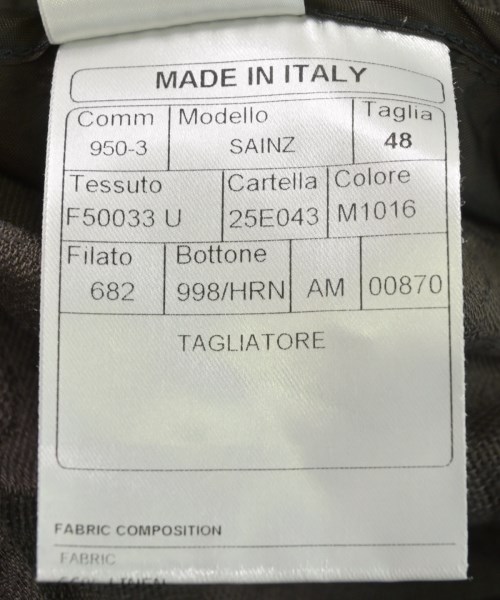 MADE IN ITALY
Comm Modello Taglia
950-3 SAINZ 48
Tessuto Cartella Colore
F50033 U 25E043 M1016
Filato Bottone
682 998/HRN AM 00870
TAGLIATORE
FABRIC COMPOSITION
FABRIC